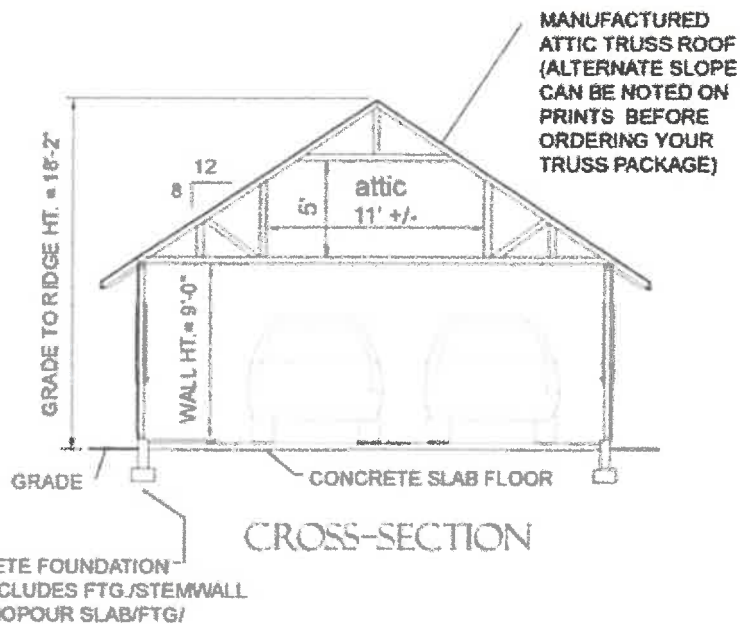 MANUFACTURED
ATTIC TRUSS ROOF
(ALTERNATE SLOPE
CAN BE NOTED ON
PRINTS BEFORE
ORDERING YOUR
TRUSS PACKAGE)
GRADE TO RIDGE HT. = 18'-2"
12
8
attic
5'
11' +/-
WALL HT. = 9'-0"
GRADE
CONCRETE SLAB FLOOR
CROSS-SECTION
ETE FOUNDATION
CLUDES FTG./STEMWALL
OPOUR SLAB/FTG/